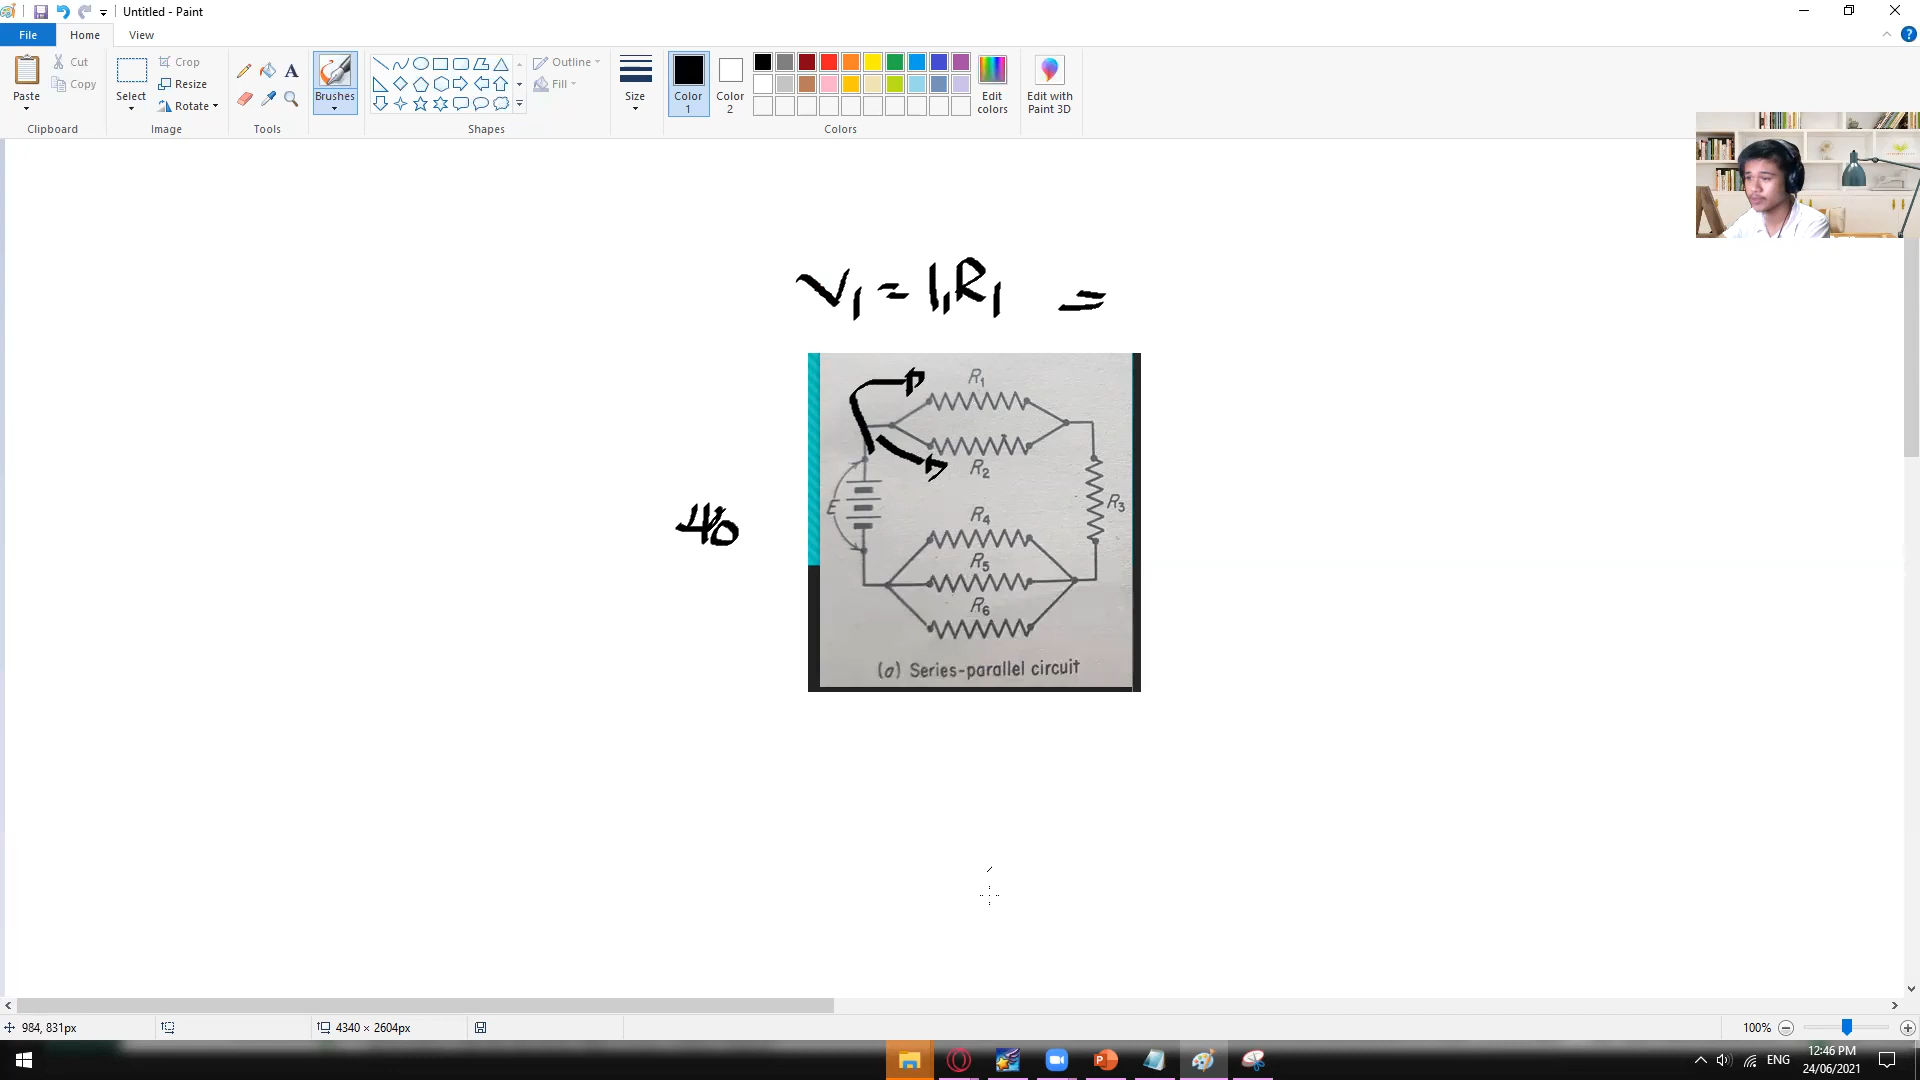 Untitled - Paint
File Home View
Paste
Cut
Copy
Clipboard
Select
Crop
Resize
Rotate
Image
Tools
Brushes
Shapes
Outline
Fill
Size
Color 1
Color 2
Colors
Edit colors
Edit with Paint 3D
V1 = I1R1 =
R1
R2
E
R3
40
R4
R5
R6
(a) Series-parallel circuit
984, 831px
4340 × 2604px
100%
ENG
12:46 PM
24/06/2021